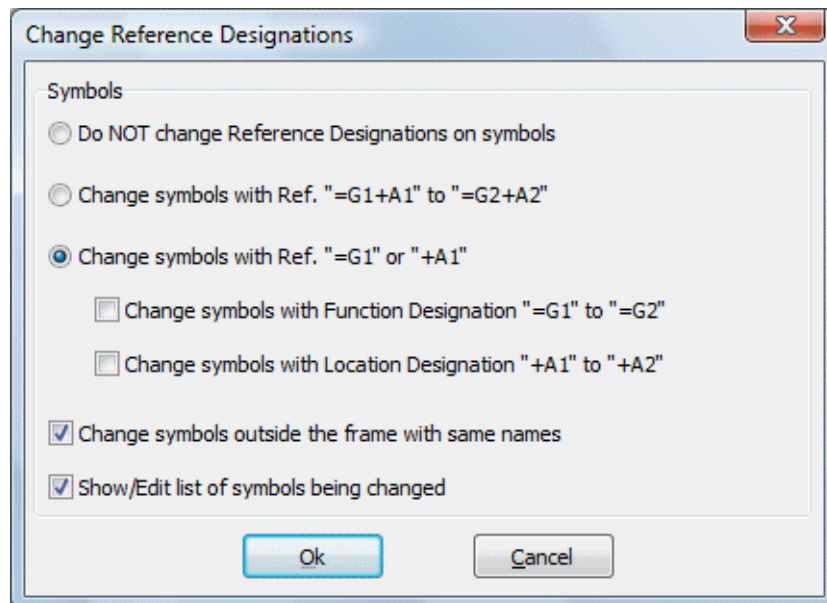 Change Reference Designations
Symbols
Do NOT change Reference Designations on symbols
Change symbols with Ref. "=G1+A1" to "=G2+A2"
Change symbols with Ref. "=G1" or "+A1"
Change symbols with Function Designation "=G1" to "=G2"
Change symbols with Location Designation "+A1" to "+A2"
Change symbols outside the frame with same names
Show/Edit list of symbols being changed
Ok Cancel